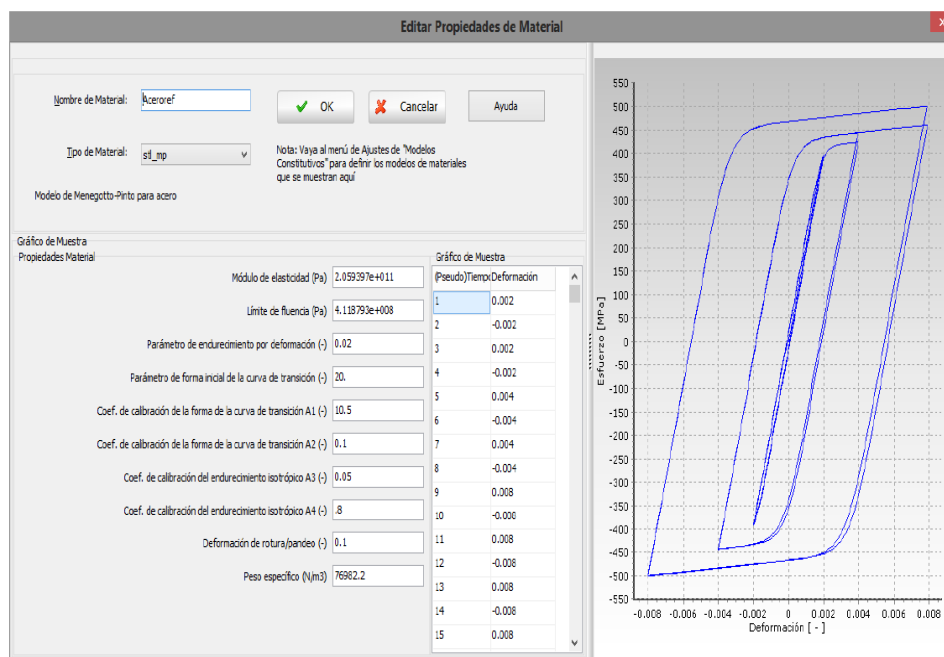 Editar Propiedades de Material
x
Nombre de Material:
Aceroref
OK
Cancelar
Ayuda
Tipo de Material:
stl_mp
Nota: Vaya al menú de Ajustes de "Modelos
Constitutivos" para definir los modelos de materiales
que se muestran aquí
Modelo de Menegotto-Pinto para acero
Gráfico de Muestra
Propiedades Material
Módulo de elasticidad (Pa) 2.059397e+011
Límite de fluencia (Pa) 4.118793e+008
Parámetro de endurecimiento por deformación (-) 0.02
Parámetro de forma inicial de la curva de transición (-) 20.
Coef. de calibración de la forma de la curva de transición A1 (-) 10.5
Coef. de calibración de la forma de la curva de transición A2 (-) 0.1
Coef. de calibración del endurecimiento isotrópico A3 (-) 0.05
Coef. de calibración del endurecimiento isotrópico A4 (-) .8
Deformación de rotura/pandeo (-) 0.1
Peso específico (N/m3) 76982.2
Gráfico de Muestra
(Pseudo)Tiempo Deformación
1 0.002
2 -0.002
3 0.002
4 -0.002
5 0.004
6 -0.004
7 0.004
8 -0.004
9 0.008
10 -0.008
11 0.008
12 -0.008
13 0.008
14 -0.008
15 0.008
Esfuerzo [MPa]
550
500
450
400
350
300
250
200
150
100
50
0
-50
-100
-150
-200
-250
-300
-350
-400
-450
-500
-550
-0.008 -0.006 -0.004 -0.002 0 0.002 0.004 0.006 0.008
Deformación [ - ]